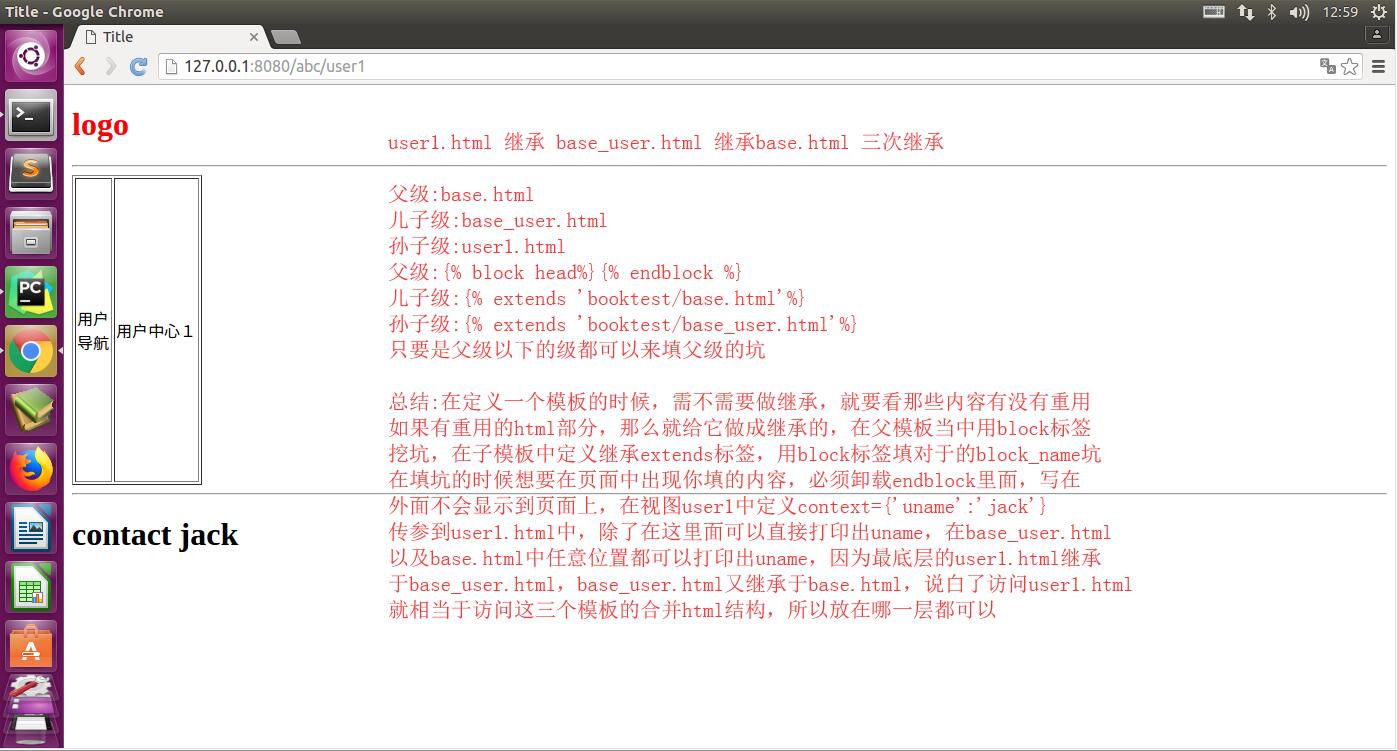 Title - Google Chrome
12:59
Title
127.0.0.1:8080/abc/user1
logo
user1.html 继承 base_user.html 继承base.html 三次继承
父级:base.html
儿子级:base_user.html
孙子级:user1.html
父级:{% block head%}{% endblock %}
儿子级:{% extends 'booktest/base.html'%}
孙子级:{% extends 'booktest/base_user.html'%}
只要是父级以下的级都可以来填父级的坑
用户
导航
用户中心１
总结:在定义一个模板的时候，需不需要做继承，就要看那些内容有没有重用
如果有重用的html部分，那么就给它做成继承的，在父模板当中用block标签
挖坑，在子模板中定义继承extends标签，用block标签填对于的block_name坑
在填坑的时候想要在页面中出现你填的内容，必须卸载endblock里面，写在
外面不会显示到页面上，在视图user1中定义context={'uname':'jack'}
传参到user1.html中，除了在这里面可以直接打印出uname，在base_user.html
以及base.html中任意位置都可以打印出uname，因为最底层的user1.html继承
于base_user.html，base_user.html又继承于base.html，说白了访问user1.html
就相当于访问这三个模板的合并html结构，所以放在哪一层都可以
contact jack